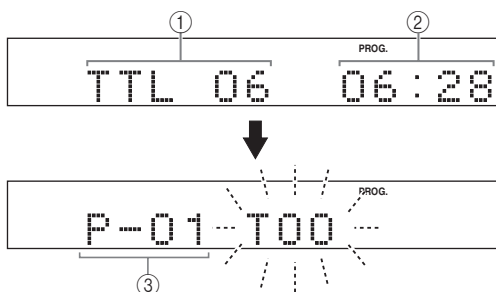 ① ②
PROG.
TTL 06 06:28
PROG.
P-01 T00
③